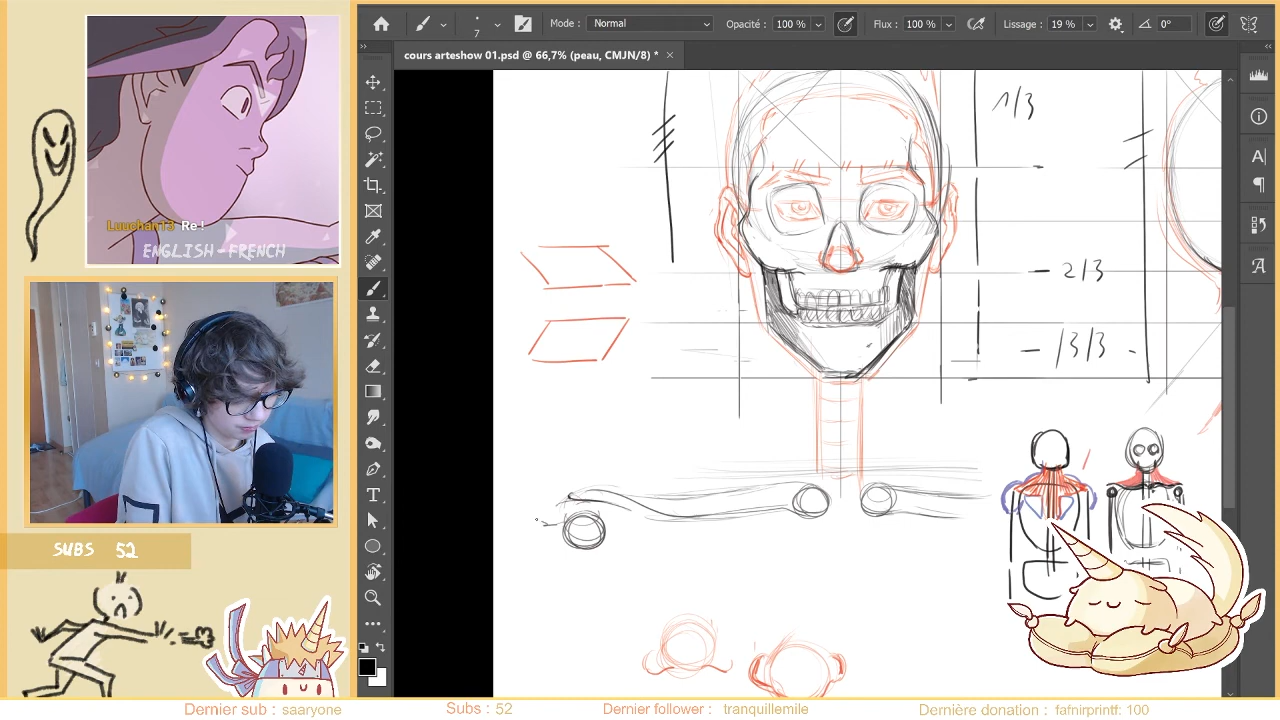 Mode : Normal
Opacité : 100 %
Flux : 100 %
Lissage : 19 %
0°
7
cours arteshow 01.psd @ 66,7% (peau, CMJN/8) * ×
Luuchan13 Re !
ENGLISH - FRENCH
1/3
2/3
3/3
SUBS 52
Dernier sub : saaryone
Subs : 52
Dernier follower : tranquillemile
Dernière donation : fafnirprintf: 100